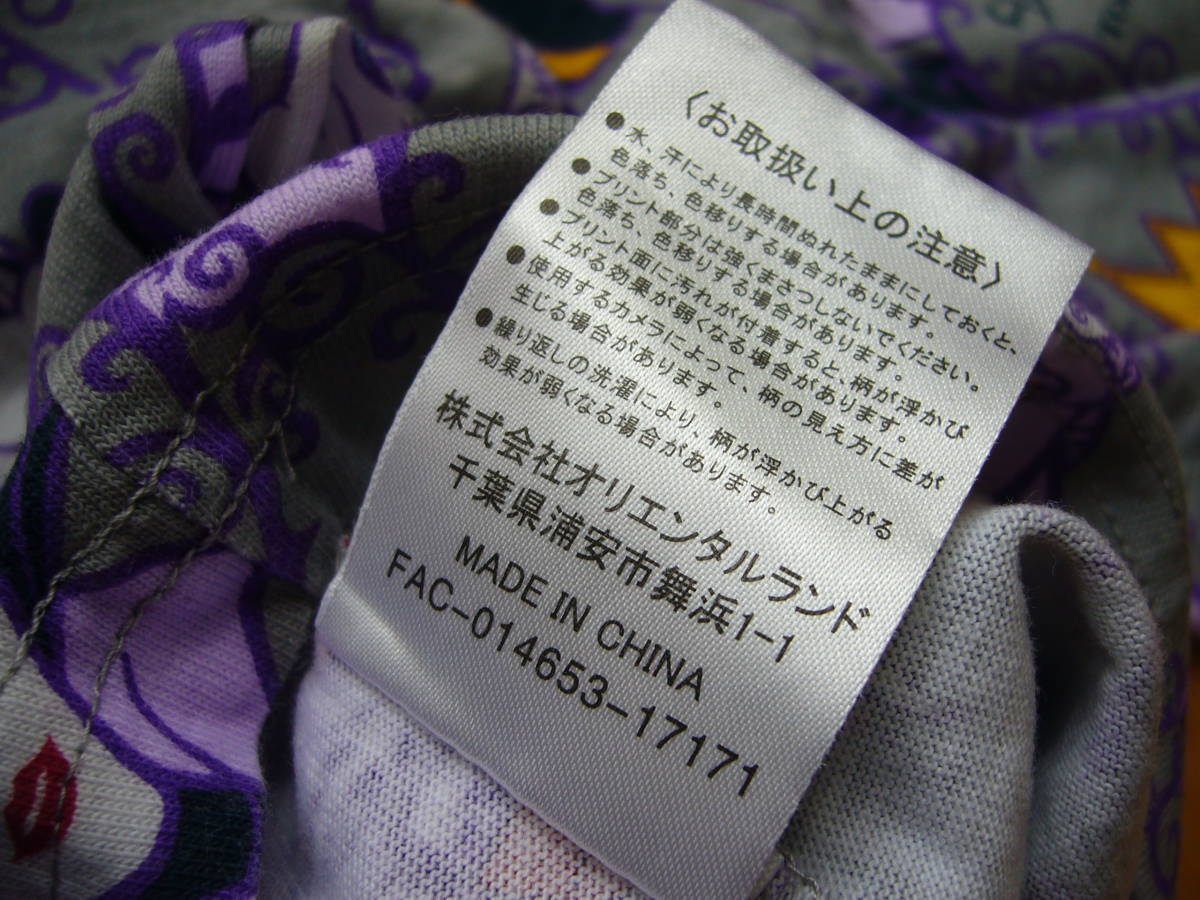 〈お取扱い上の注意〉
●水、汗により長時間ぬれたままにしておくと、
色落ち、色移りする場合があります。
●プリント部分は強くまさつしないでください。
色落ち、色移りする場合があります。
●プリント面に汚れが付着すると、柄が浮かび
上がる効果が弱くなる場合があります。
●使用するカメラによって、柄の見え方に差が
生じる場合があります。
●繰り返しの洗濯により、柄が浮かび上がる
効果が弱くなる場合があります。
株式会社オリエンタルランド
千葉県浦安市舞浜1-1
MADE IN CHINA
FAC-014653-17171